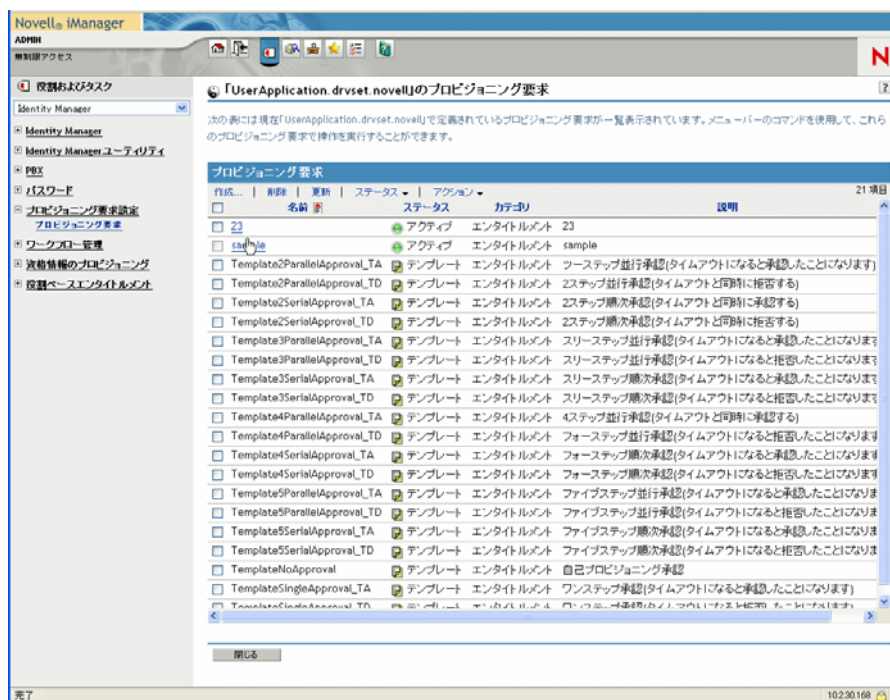 Novell® iManager
ADMIN
無制限アクセス
N
役割およびタスク
Identity Manager
Identity Manager
Identity Manager ユーティリティ
PBX
パスワード
プロビジョニング要求設定
プロビジョニング要求
ワークフロー管理
資格情報のプロビジョニング
役割ベースエンタイトルメント
「UserApplication.drvset.novell」のプロビジョニング要求
?
次の表には現在「UserApplication.drvset.novell」で定義されているプロビジョニング要求が一覧表示されています。メニューバーのコマンドを使用して、これら
のプロビジョニング要求で操作を実行することができます。
プロビジョニング要求
作成... | 削除 | 更新 | ステータス | アクション 21 項目
名前 ステータス カテゴリ 説明
23 アクティブ エンタイトルメント 23
sample アクティブ エンタイトルメント sample
Template2ParallelApproval_TA テンプレート エンタイトルメント ツーステップ並行承認(タイムアウトになると承認したことになります)
Template2ParallelApproval_TD テンプレート エンタイトルメント 2ステップ並行承認(タイムアウトと同時に拒否する)
Template2SerialApproval_TA テンプレート エンタイトルメント 2ステップ順次承認(タイムアウトと同時に承認する)
Template2SerialApproval_TD テンプレート エンタイトルメント 2ステップ順次承認(タイムアウトと同時に拒否する)
Template3ParallelApproval_TA テンプレート エンタイトルメント スリーステップ並行承認(タイムアウトになると承認したことになります
Template3ParallelApproval_TD テンプレート エンタイトルメント スリーステップ並行承認(タイムアウトになると拒否したことになります
Template3SerialApproval_TA テンプレート エンタイトルメント スリーステップ順次承認(タイムアウトになると承認したことになります
Template3SerialApproval_TD テンプレート エンタイトルメント スリーステップ順次承認(タイムアウトになると拒否したことになります
Template4ParallelApproval_TA テンプレート エンタイトルメント 4ステップ並行承認(タイムアウトと同時に承認する)
Template4ParallelApproval_TD テンプレート エンタイトルメント フォーステップ並行承認(タイムアウトになると拒否したことになります
Template4SerialApproval_TA テンプレート エンタイトルメント フォーステップ順次承認(タイムアウトになると承認したことになります
Template4SerialApproval_TD テンプレート エンタイトルメント フォーステップ順次承認(タイムアウトになると拒否したことになります
Template5ParallelApproval_TA テンプレート エンタイトルメント ファイブステップ並行承認(タイムアウトになると承認したことになりま
Template5ParallelApproval_TD テンプレート エンタイトルメント ファイブステップ並行承認(タイムアウトになると拒否したことになりま
Template5SerialApproval_TA テンプレート エンタイトルメント ファイブステップ順次承認(タイムアウトになると承認したことになりま
Template5SerialApproval_TD テンプレート エンタイトルメント ファイブステップ順次承認(タイムアウトになると拒否したことになりま
TemplateNoApproval テンプレート エンタイトルメント 自己プロビジョニング承認
TemplateSingleApproval_TA テンプレート エンタイトルメント ワンステップ承認(タイムアウトになると承認したことになります)
TemplateSingleApproval_TD テンプレート エンタイトルメント ワンステップ承認(タイムアウトになると拒否したことになります)
閉じる
完了 10.2.30.168